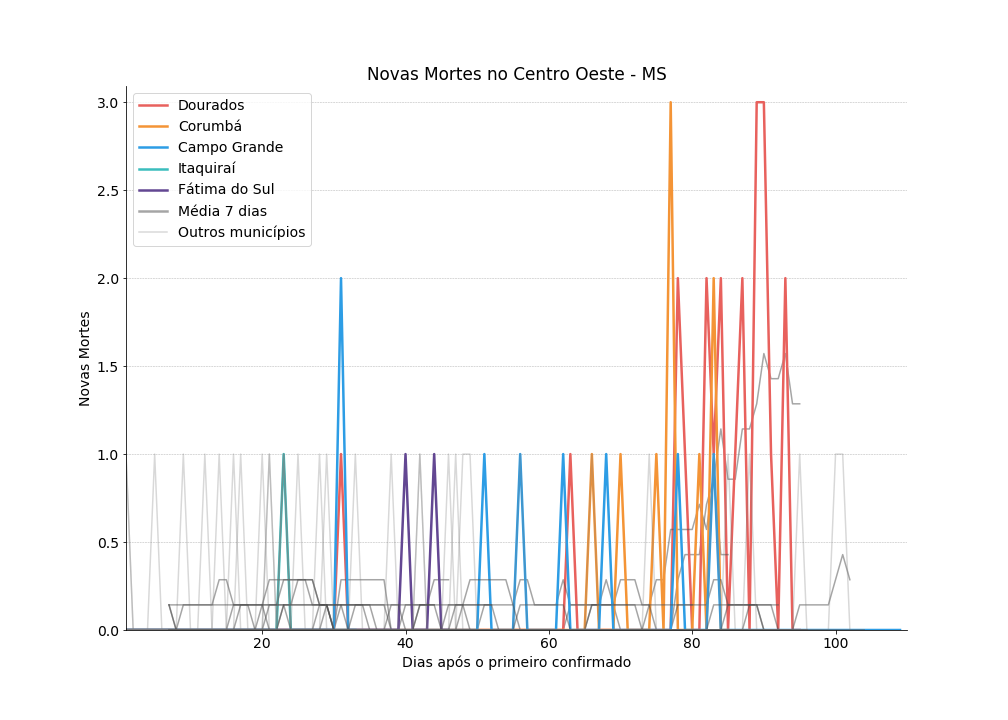 Novas Mortes no Centro Oeste - MS
Dourados
Corumbá
Campo Grande
Itaquiraí
Fátima do Sul
Média 7 dias
Outros municípios
3.0
2.5
2.0
1.5
1.0
0.5
0.0
Novas Mortes
20
40
60
80
100
Dias após o primeiro confirmado